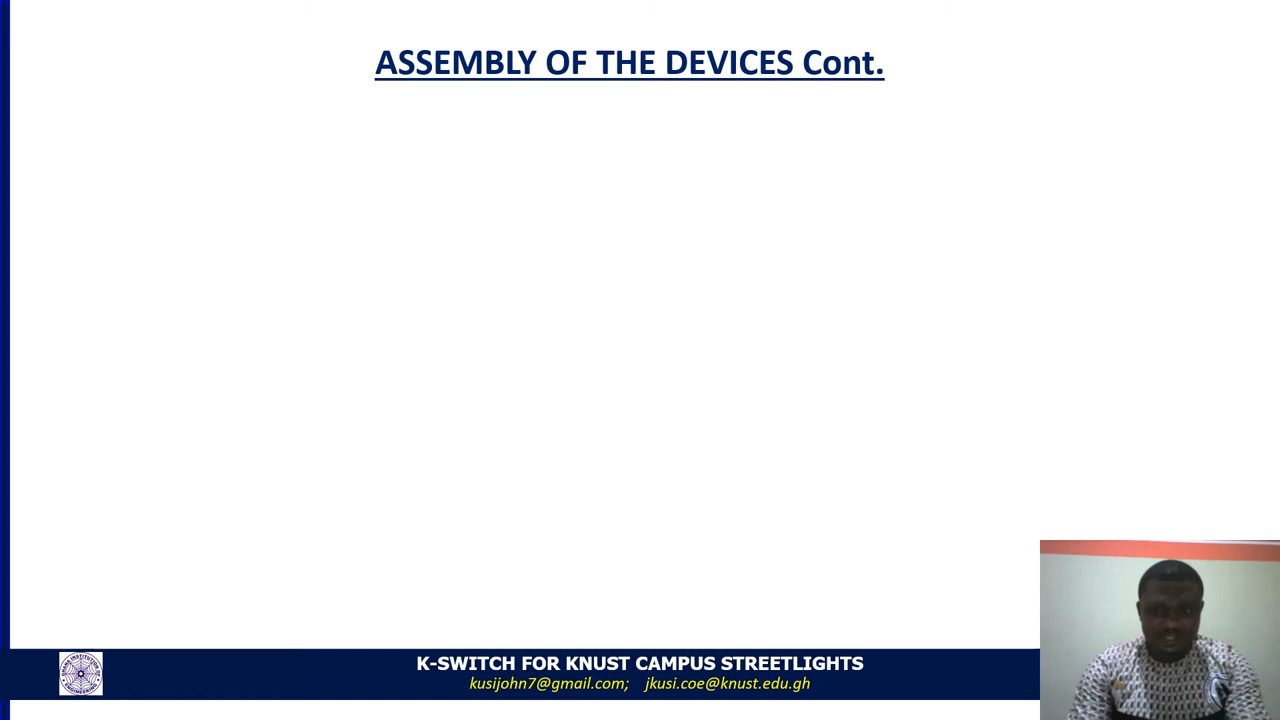 ASSEMBLY OF THE DEVICES Cont.
K-SWITCH FOR KNUST CAMPUS STREETLIGHTS
kusijohn7@gmail.com; jkusi.coe@knust.edu.gh